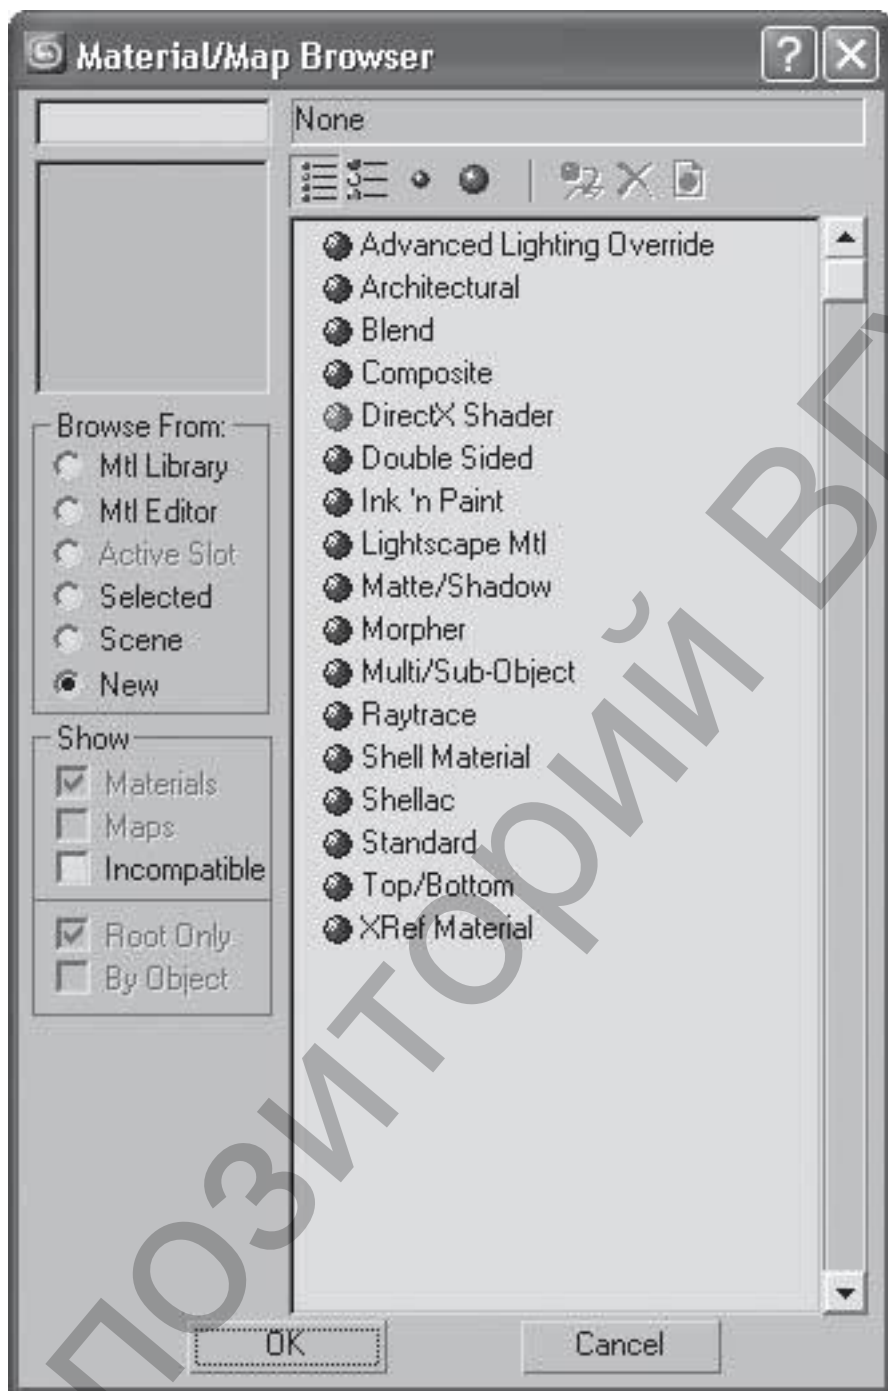 Material/Map Browser
None
Advanced Lighting Override
Architectural
Blend
Composite
DirectX Shader
Double Sided
Ink 'n Paint
Lightscape Mtl
Matte/Shadow
Morpher
Multi/Sub-Object
Raytrace
Shell Material
Shellac
Standard
Top/Bottom
XRef Material
Browse From:
Mtl Library
Mtl Editor
Active Slot
Selected
Scene
New
Show
Materials
Maps
Incompatible
Root Only
By Object
OK
Cancel